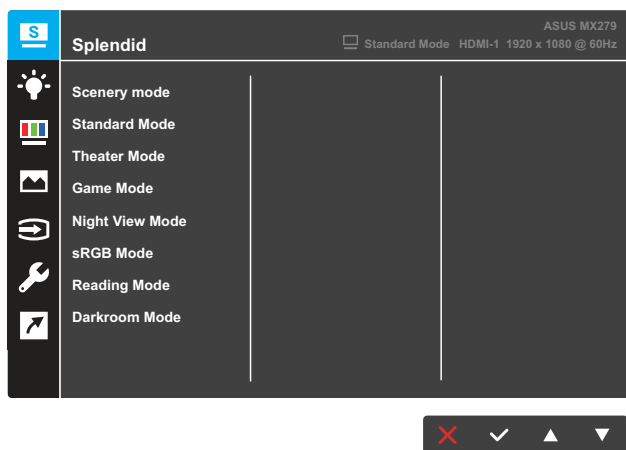 S
ASUS MX279
Splendid
Standard Mode HDMI-1 1920 x 1080 @ 60Hz
Scenery mode
Standard Mode
Theater Mode
Game Mode
Night View Mode
sRGB Mode
Reading Mode
Darkroom Mode